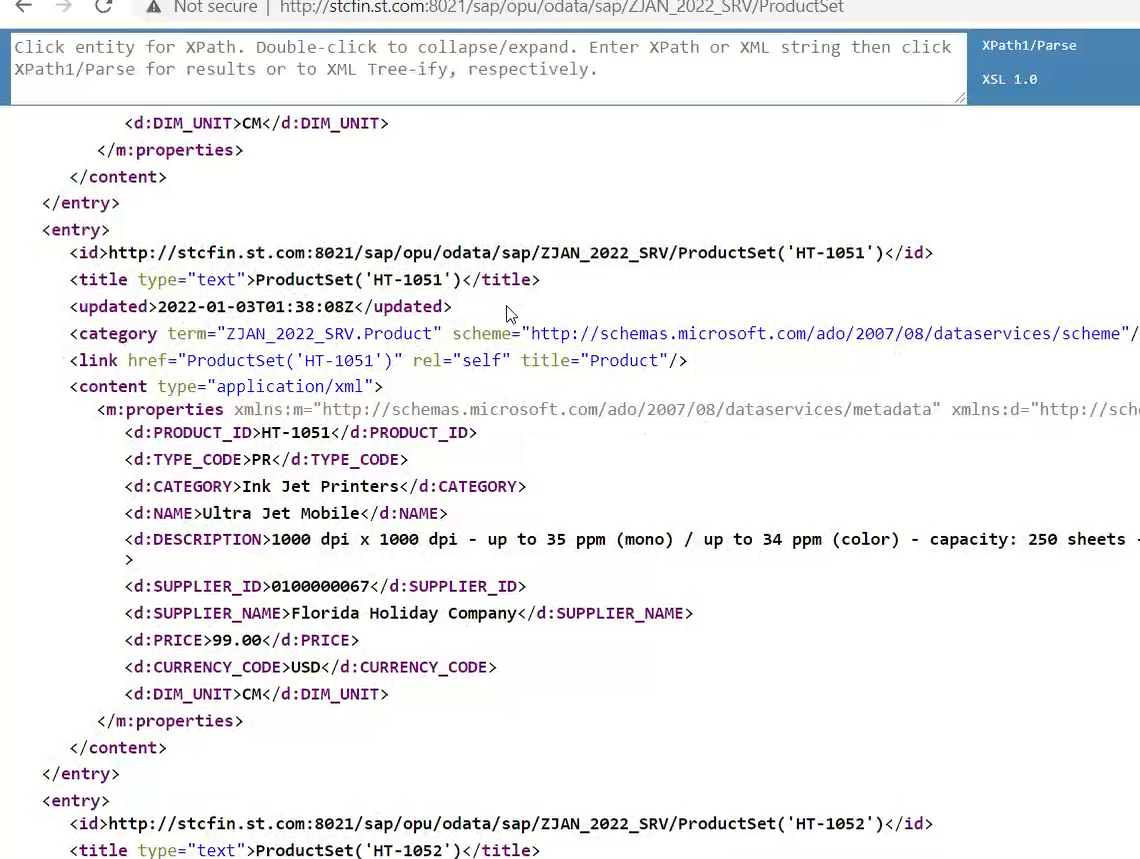 Not secure | http://stcfin.st.com:8021/sap/opu/odata/sap/ZJAN_2022_SRV/ProductSet
Click entity for XPath. Double-click to collapse/expand. Enter XPath or XML string then click
XPath1/Parse for results or to XML Tree-ify, respectively.
XPath1/Parse
XSL 1.0
<d:DIM_UNIT>CM</d:DIM_UNIT>
</m:properties>
</content>
</entry>
<entry>
<id>http://stcfin.st.com:8021/sap/opu/odata/sap/ZJAN_2022_SRV/ProductSet('HT-1051')</id>
<title type="text">ProductSet('HT-1051')</title>
<updated>2022-01-03T01:38:08Z</updated>
<category term="ZJAN_2022_SRV.Product" scheme="http://schemas.microsoft.com/ado/2007/08/dataservices/scheme"/
<link href="ProductSet('HT-1051')" rel="self" title="Product"/>
<content type="application/xml">
<m:properties xmlns:m="http://schemas.microsoft.com/ado/2007/08/dataservices/metadata" xmlns:d="http://sch
<d:PRODUCT_ID>HT-1051</d:PRODUCT_ID>
<d:TYPE_CODE>PR</d:TYPE_CODE>
<d:CATEGORY>Ink Jet Printers</d:CATEGORY>
<d:NAME>Ultra Jet Mobile</d:NAME>
<d:DESCRIPTION>1000 dpi x 1000 dpi - up to 35 ppm (mono) / up to 34 ppm (color) - capacity: 250 sheets -
>
<d:SUPPLIER_ID>0100000067</d:SUPPLIER_ID>
<d:SUPPLIER_NAME>Florida Holiday Company</d:SUPPLIER_NAME>
<d:PRICE>99.00</d:PRICE>
<d:CURRENCY_CODE>USD</d:CURRENCY_CODE>
<d:DIM_UNIT>CM</d:DIM_UNIT>
</m:properties>
</content>
</entry>
<entry>
<id>http://stcfin.st.com:8021/sap/opu/odata/sap/ZJAN_2022_SRV/ProductSet('HT-1052')</id>
<title type="text">ProductSet('HT-1052')</title>